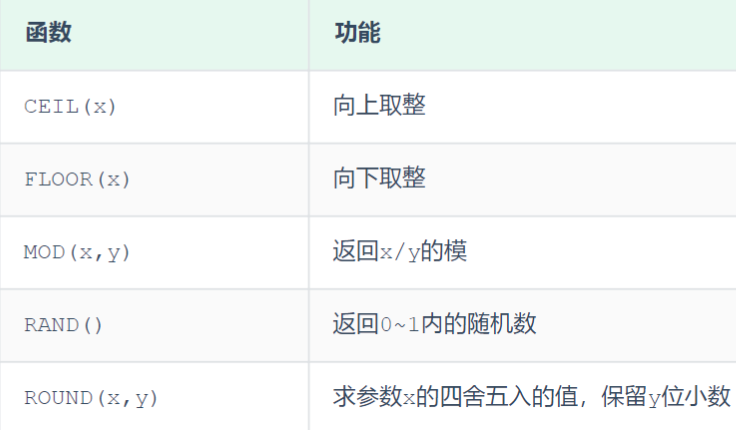 函数 功能
CEIL(x) 向上取整
FLOOR(x) 向下取整
MOD(x,y) 返回x/y的模
RAND() 返回0~1内的随机数
ROUND(x,y) 求参数x的四舍五入的值，保留y位小数